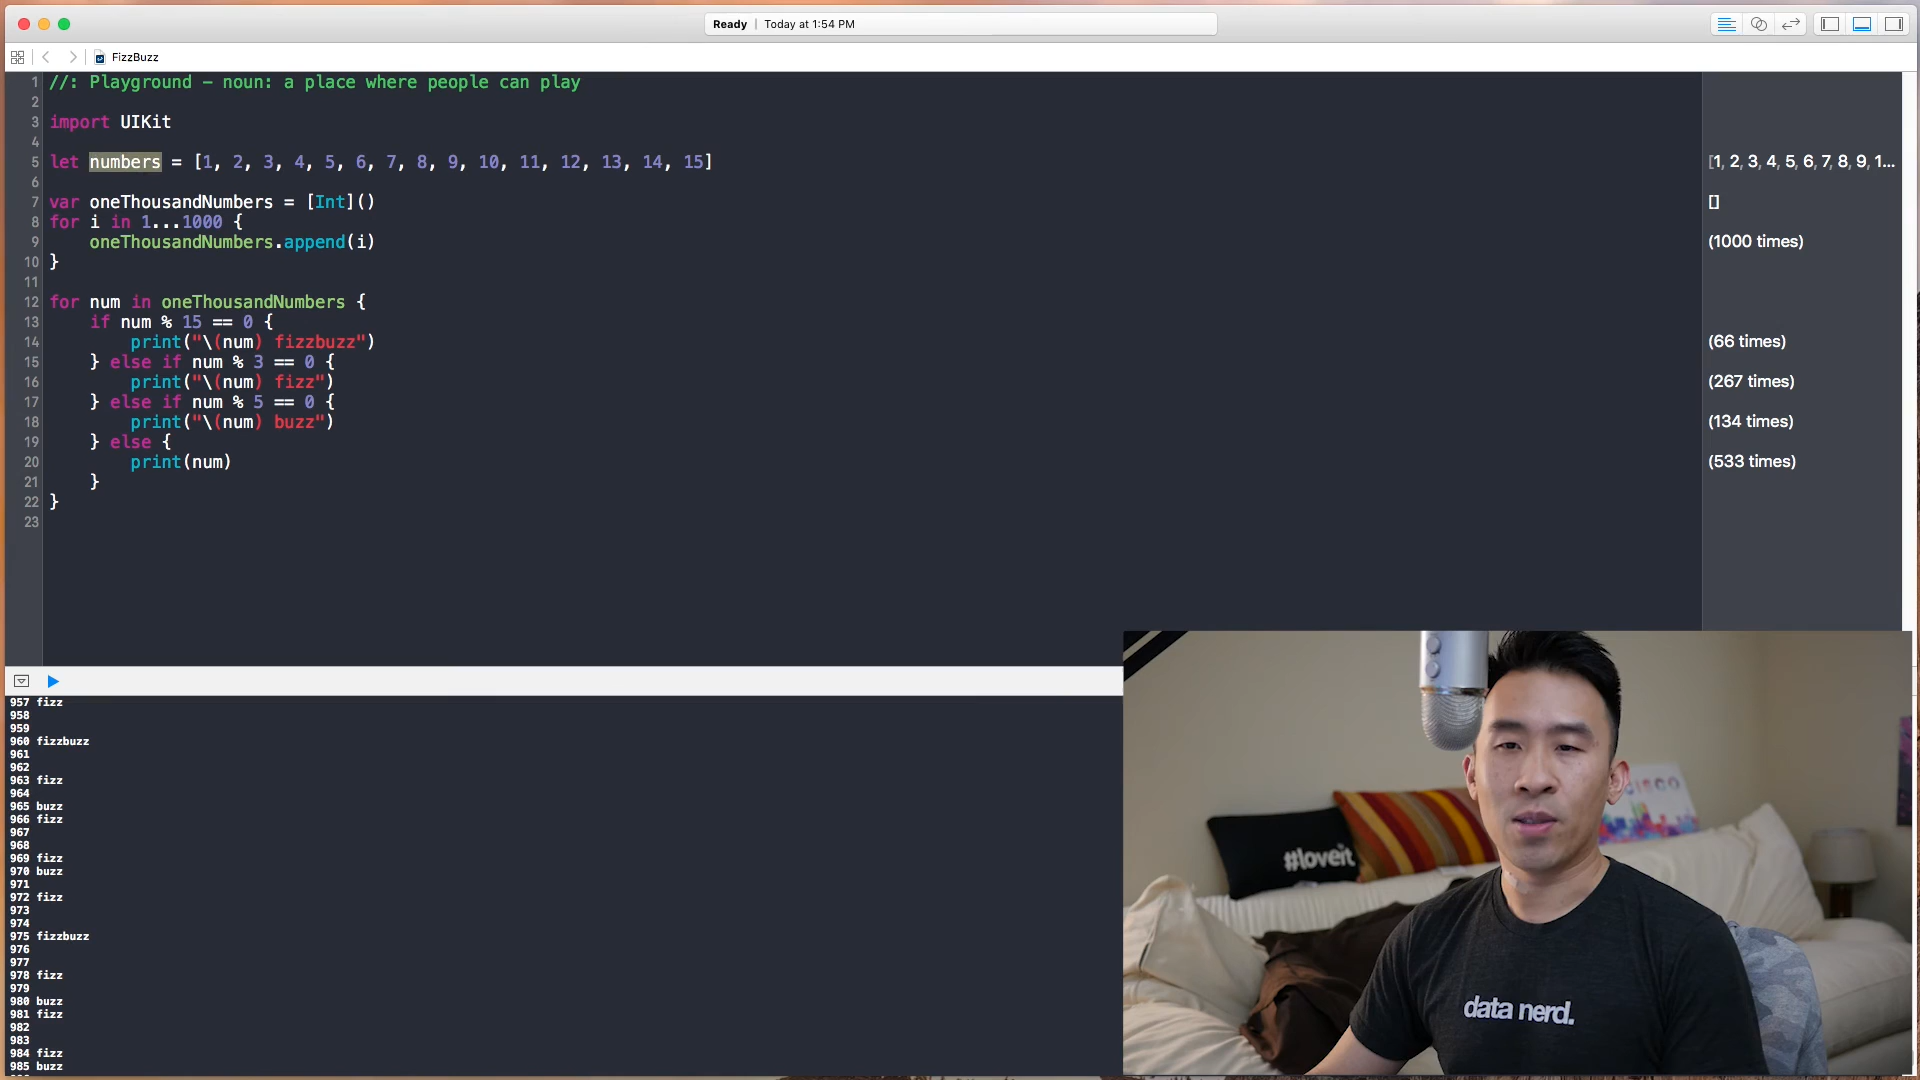 Ready | Today at 1:54 PM
FizzBuzz
1 //: Playground – noun: a place where people can play
2
3 import UIKit
4
5 let numbers = [1, 2, 3, 4, 5, 6, 7, 8, 9, 10, 11, 12, 13, 14, 15]
[1, 2, 3, 4, 5, 6, 7, 8, 9, 1...
6
7 var oneThousandNumbers = [Int]()
[]
8 for i in 1...1000 {
9 oneThousandNumbers.append(i)
(1000 times)
10 }
11
12 for num in oneThousandNumbers {
13 if num % 15 == 0 {
14 print("\(num) fizzbuzz")
(66 times)
15 } else if num % 3 == 0 {
16 print("\(num) fizz")
(267 times)
17 } else if num % 5 == 0 {
18 print("\(num) buzz")
(134 times)
19 } else {
20 print(num)
(533 times)
21 }
22 }
23
957 fizz
958
959
960 fizzbuzz
961
962
963 fizz
964
965 buzz
966 fizz
967
968
969 fizz
970 buzz
971
972 fizz
973
974
975 fizzbuzz
976
977
978 fizz
979
980 buzz
981 fizz
982
983
984 fizz
985 buzz
#loveit
data nerd.